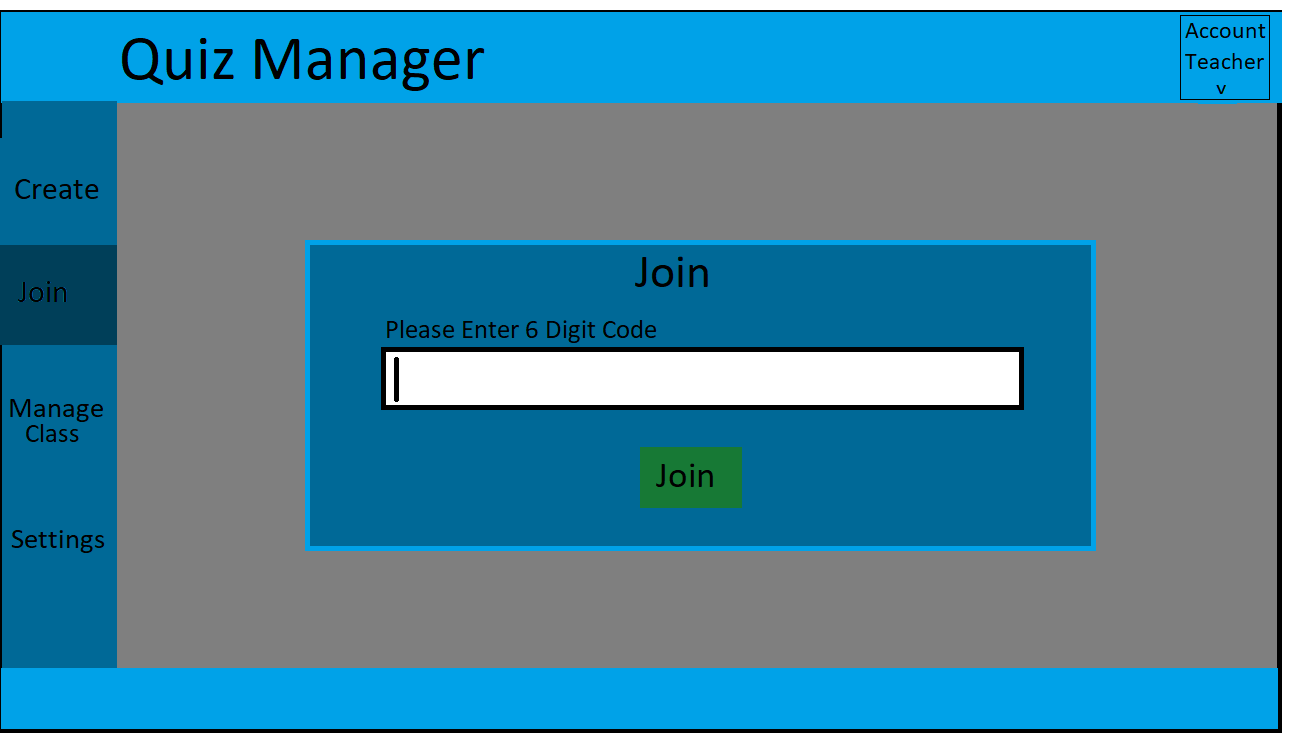 Quiz Manager
Account
Teacher
v
Create
Join
Manage
Class
Settings
Join
Please Enter 6 Digit Code
Join